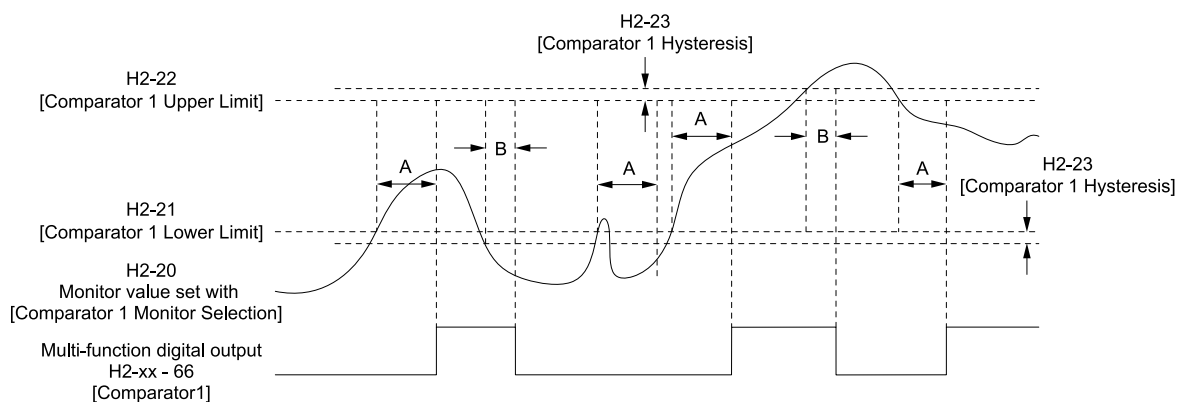 H2-23
[Comparator 1 Hysteresis]
H2-22
[Comparator 1 Upper Limit]
A
B
A
A
B
A
H2-23
[Comparator 1 Hysteresis]
H2-21
[Comparator 1 Lower Limit]
H2-20
Monitor value set with
[Comparator 1 Monitor Selection]
Multi-function digital output
H2-xx - 66
[Comparator1]